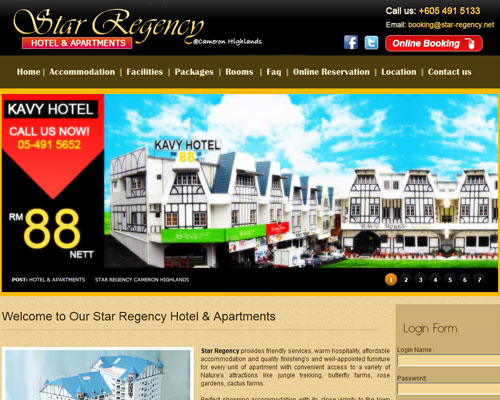 Star Regency
HOTEL & APARTMENTS
@Cameron Highlands
Call us: +605 491 5133
Email: booking@star-regency.net
Online Booking
Home | Accommodation | Facilities | Packages | Rooms | Faq | Online Reservation | Location | Contact us
KAVY HOTEL
CALL US NOW!
05-491 5652
RM 88 NETT
KAVY HOTEL
88
POST: HOTEL & APARTMENTS STAR REGENCY CAMERON HIGHLANDS
1 2 3 4 5 6 7
Welcome to Our Star Regency Hotel & Apartments
Star Regency provides friendly services, warm hospitality, affordable
accommodation and quality finishing's and well-appointed furniture
for every unit of apartment with convenient access to a variety of
Nature's attractions like jungle trekking, butterfly farms, rose
gardens, cactus farms.
Perfect shopping accommodation with its close vicinity to the town
Login Form
Login Name :
Password: